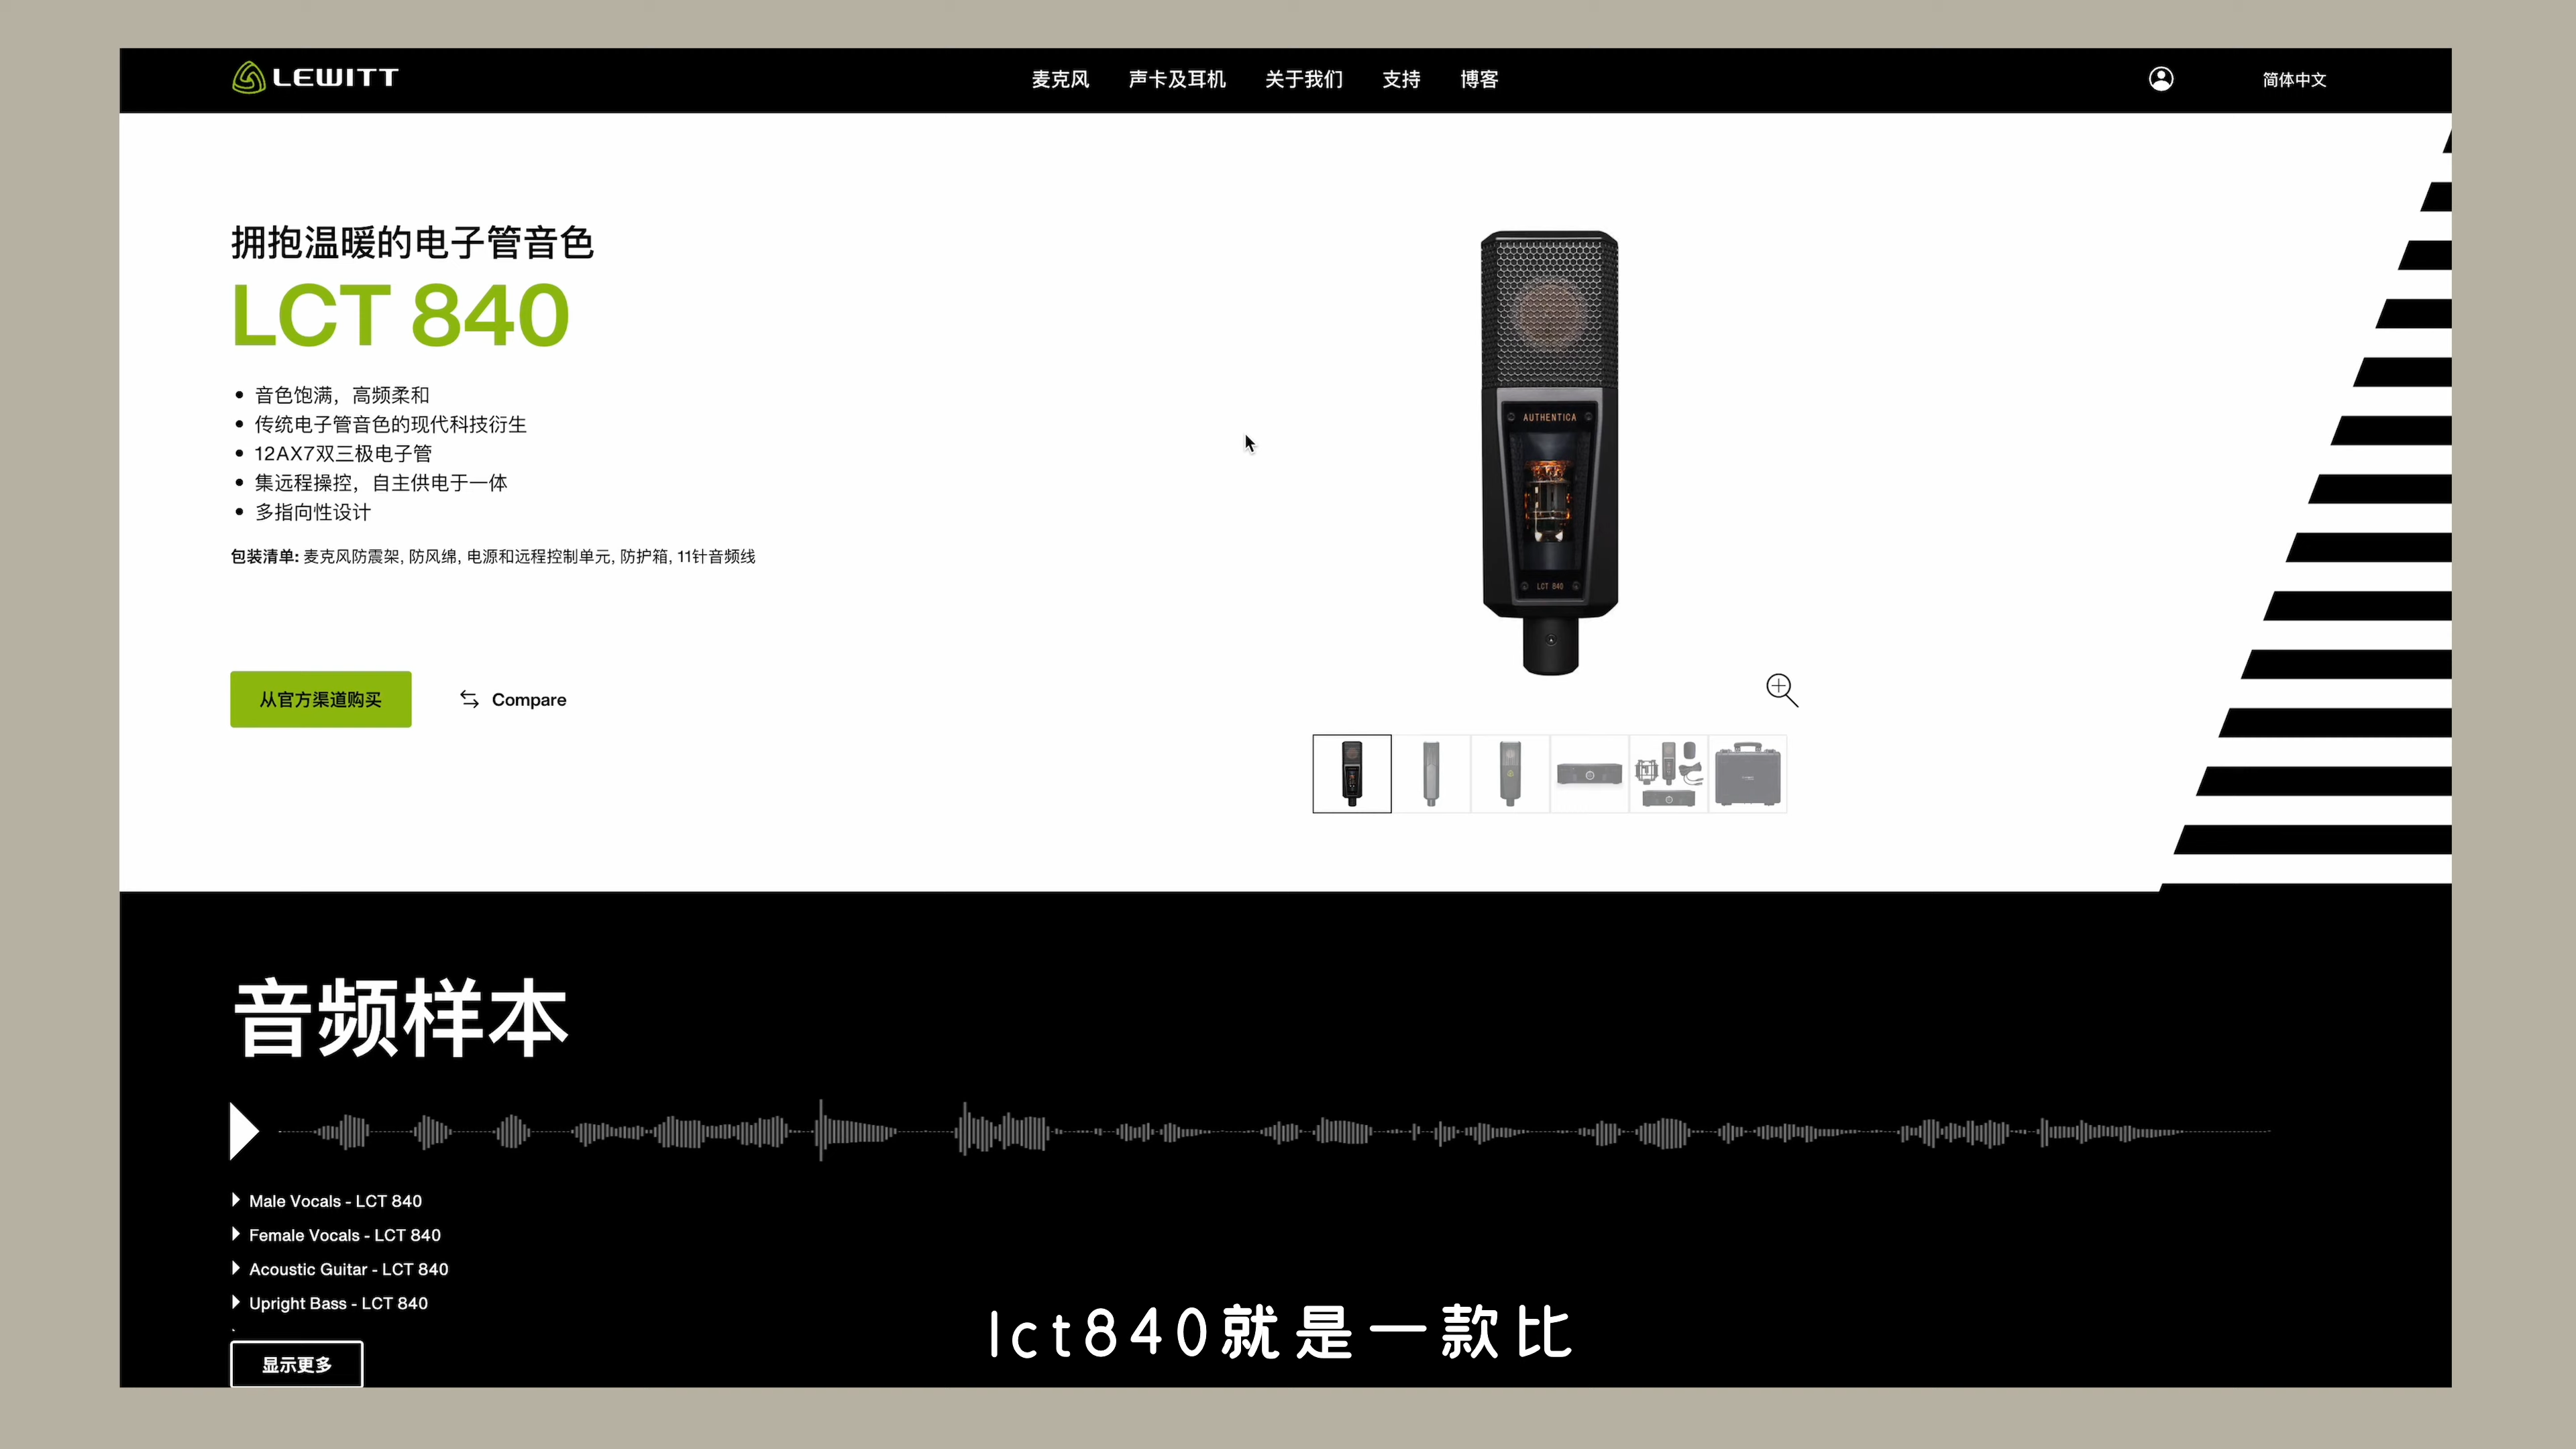 LEWITT
麦克风 声卡及耳机 关于我们 支持 博客
简体中文
拥抱温暖的电子管音色
LCT 840
音色饱满，高频柔和
传统电子管音色的现代科技衍生
12AX7双三极电子管
集远程操控，自主供电于一体
多指向性设计
包装清单: 麦克风防震架, 防风绵, 电源和远程控制单元, 防护箱, 11针音频线
从官方渠道购买
Compare
AUTHENTICA
LCT 840
音频样本
Male Vocals - LCT 840
Female Vocals - LCT 840
Acoustic Guitar - LCT 840
Upright Bass - LCT 840
显示更多
lct840就是一款比